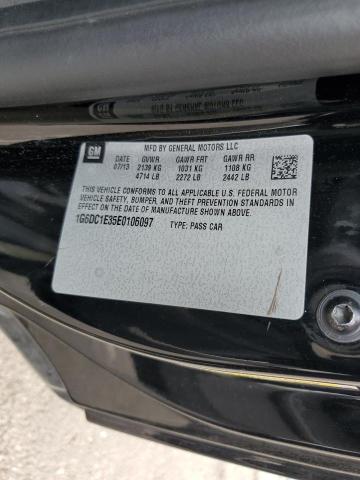 GM
MFD BY GENERAL MOTORS LLC
DATE GVWR GAWR FRT GAWR RR
07/13 2139 KG 1031 KG 1108 KG
4714 LB 2272 LB 2442 LB
THIS VEHICLE CONFORMS TO ALL APPLICABLE U.S. FEDERAL MOTOR
VEHICLE SAFETY, BUMPER, AND THEFT PREVENTION STANDARDS IN
EFFECT ON THE DATE OF MANUFACTURE SHOWN ABOVE.
1G6DC1E35E0106097 TYPE: PASS CAR